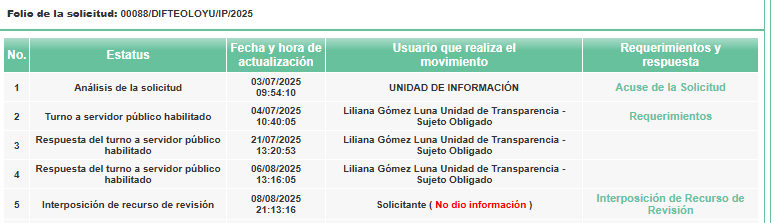 Folio de la solicitud: 00088/DIFTEOLOYU/IP/2025
No. Estatus Fecha y hora de actualización Usuario que realiza el movimiento Requerimientos y respuesta
1 Análisis de la solicitud 03/07/2025 09:54:10 UNIDAD DE INFORMACIÓN Acuse de la Solicitud
2 Turno a servidor público habilitado 04/07/2025 10:40:05 Liliana Gómez Luna Unidad de Transparencia - Sujeto Obligado Requerimientos
3 Respuesta del turno a servidor público habilitado 21/07/2025 13:20:53 Liliana Gómez Luna Unidad de Transparencia - Sujeto Obligado
4 Respuesta del turno a servidor público habilitado 06/08/2025 13:16:05 Liliana Gómez Luna Unidad de Transparencia - Sujeto Obligado
5 Interposición de recurso de revisión 08/08/2025 21:13:16 Solicitante ( No dio información ) Interposición de Recurso de Revisión